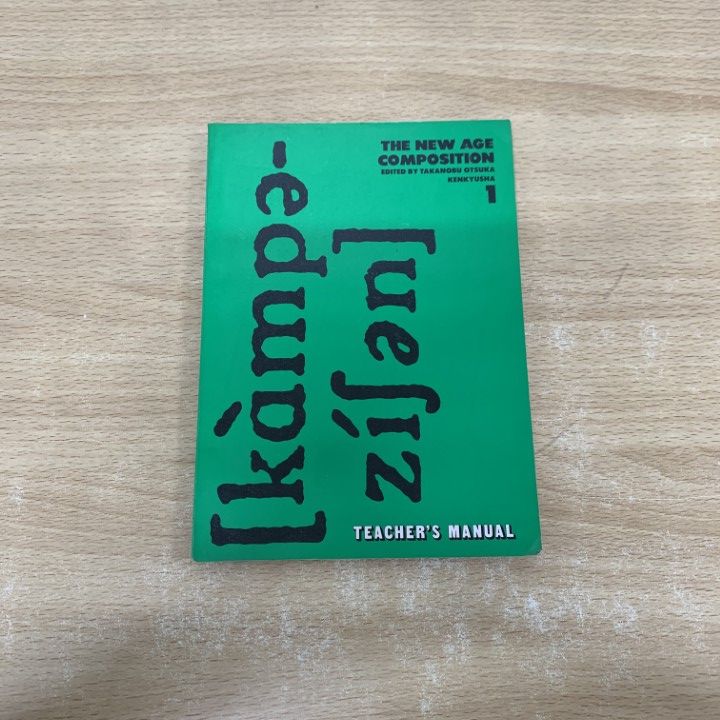 THE NEW AGE
COMPOSITION
EDITED BY TAKANOBU OTSUKA
KENKYUSHA
1
[kàmpə-
zíʃən]
TEACHER'S MANUAL